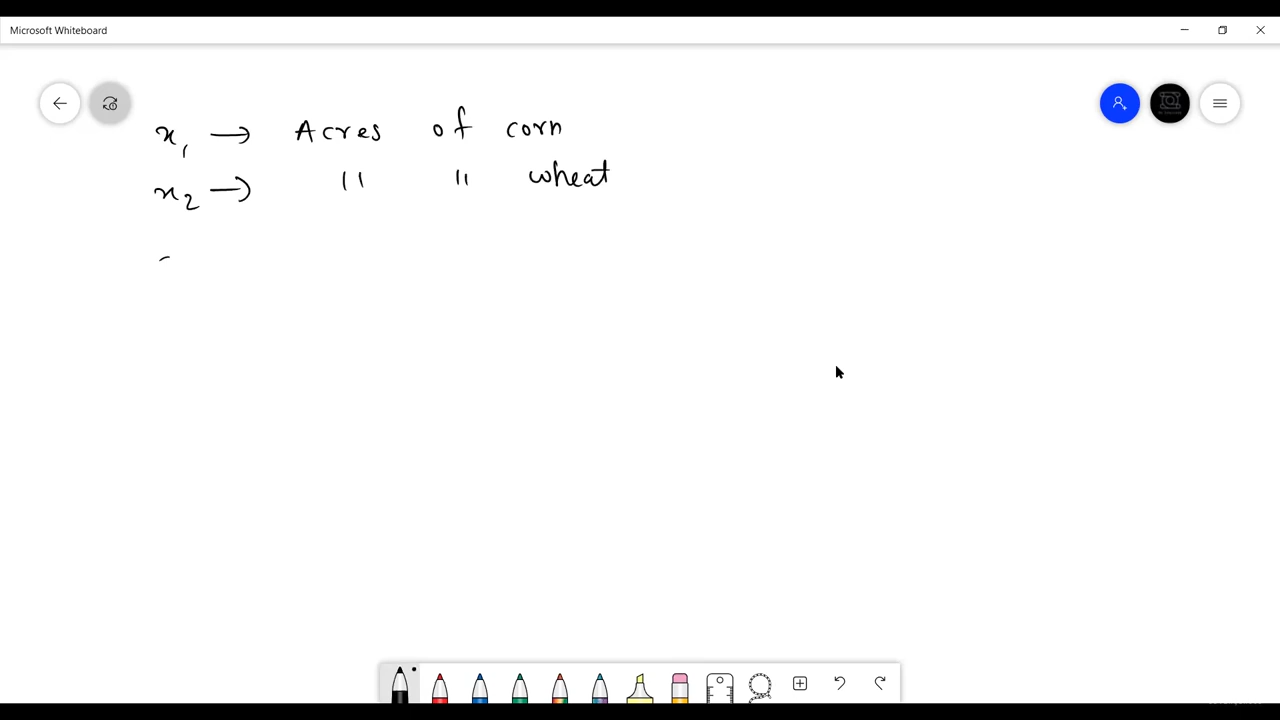 Microsoft Whiteboard
x₁ → Acres of corn
x₂ → " " wheat